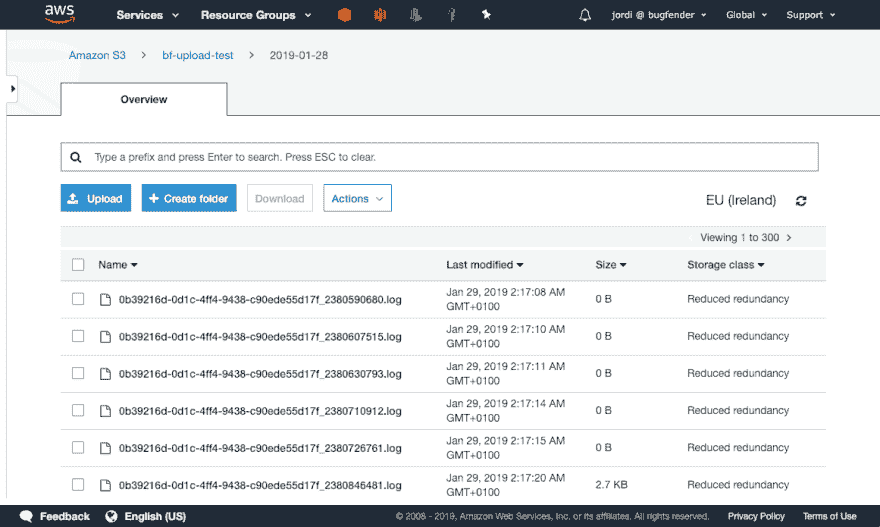 aws
Services
Resource Groups
jordi @ bugfender
Global
Support
Amazon S3 > bf-upload-test > 2019-01-28
Overview
Type a prefix and press Enter to search. Press ESC to clear.
Upload
Create folder
Download
Actions
EU (Ireland)
Viewing 1 to 300
Name
Last modified
Size
Storage class
0b39216d-0d1c-4ff4-9438-c90ede55d17f_2380590680.log
Jan 29, 2019 2:17:08 AM
GMT+0100
0 B
Reduced redundancy
0b39216d-0d1c-4ff4-9438-c90ede55d17f_2380607515.log
Jan 29, 2019 2:17:10 AM
GMT+0100
0 B
Reduced redundancy
0b39216d-0d1c-4ff4-9438-c90ede55d17f_2380630793.log
Jan 29, 2019 2:17:11 AM
GMT+0100
0 B
Reduced redundancy
0b39216d-0d1c-4ff4-9438-c90ede55d17f_2380710912.log
Jan 29, 2019 2:17:14 AM
GMT+0100
0 B
Reduced redundancy
0b39216d-0d1c-4ff4-9438-c90ede55d17f_2380726761.log
Jan 29, 2019 2:17:15 AM
GMT+0100
0 B
Reduced redundancy
0b39216d-0d1c-4ff4-9438-c90ede55d17f_2380846481.log
Jan 29, 2019 2:17:20 AM
GMT+0100
2.7 KB
Reduced redundancy
Feedback
English (US)
© 2008 - 2019, Amazon Web Services, Inc. or its affiliates. All rights reserved.
Privacy Policy
Terms of Use